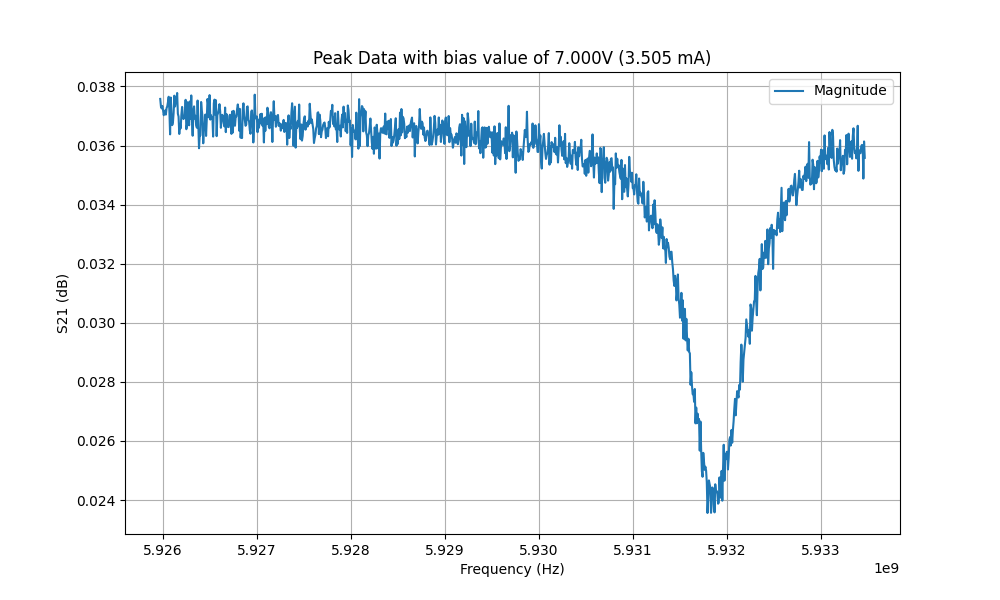 Peak Data with bias value of 7.000V (3.505 mA)
Magnitude
S21 (dB)
0.038
0.036
0.034
0.032
0.030
0.028
0.026
0.024
5.926 5.927 5.928 5.929 5.930 5.931 5.932 5.933
Frequency (Hz)
1e9